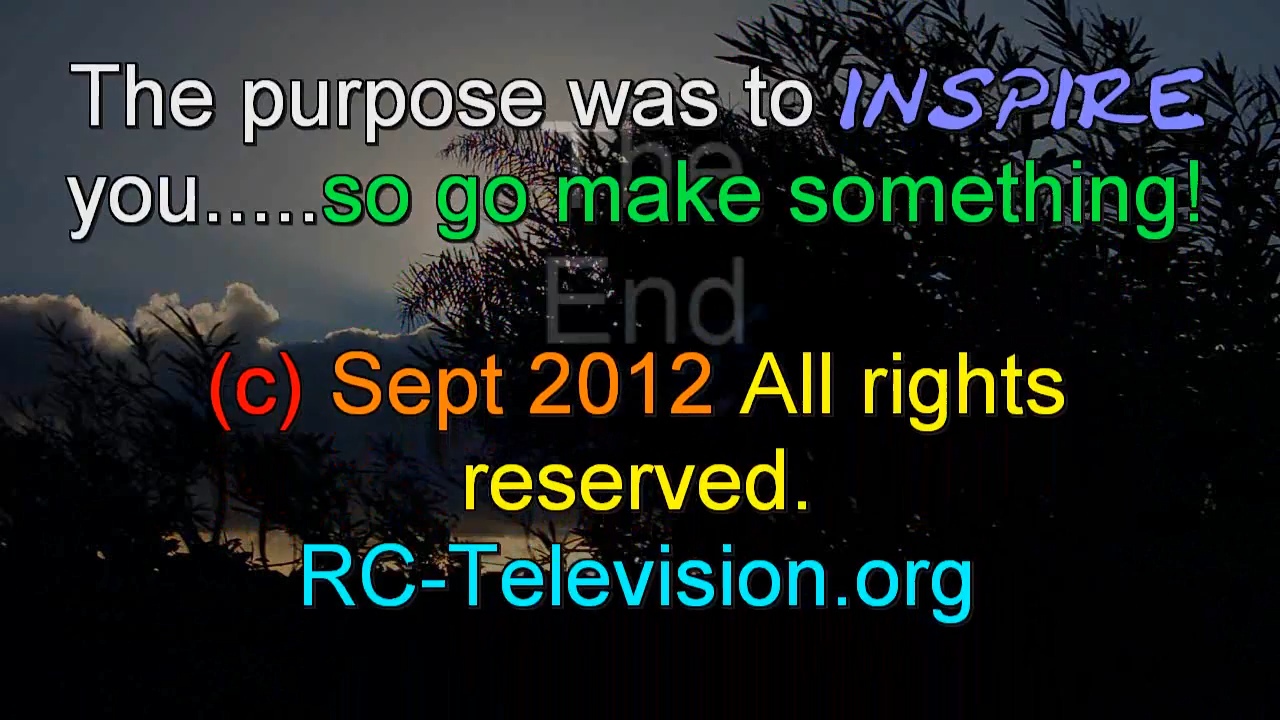 The purpose was to INSPIRE
you.....so go make something!
The
End
(c) Sept 2012 All rights
reserved.
RC-Television.org